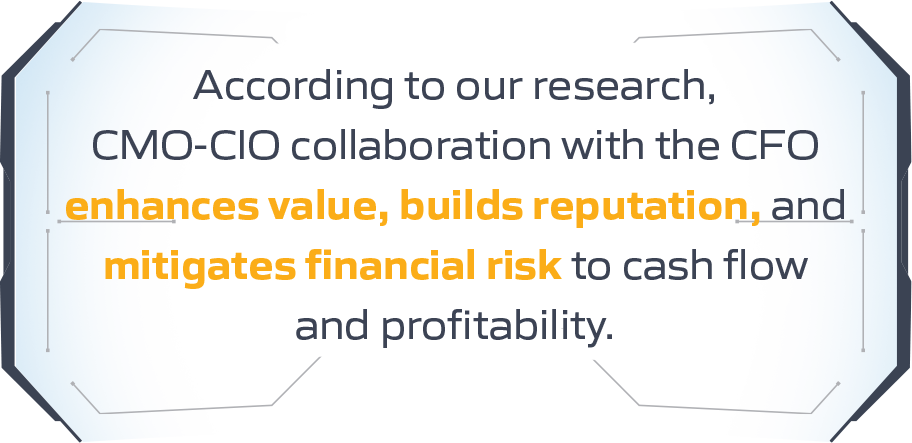 According to our research,
CMO-CIO collaboration with the CFO
enhances value, builds reputation, and
mitigates financial risk to cash flow
and profitability.